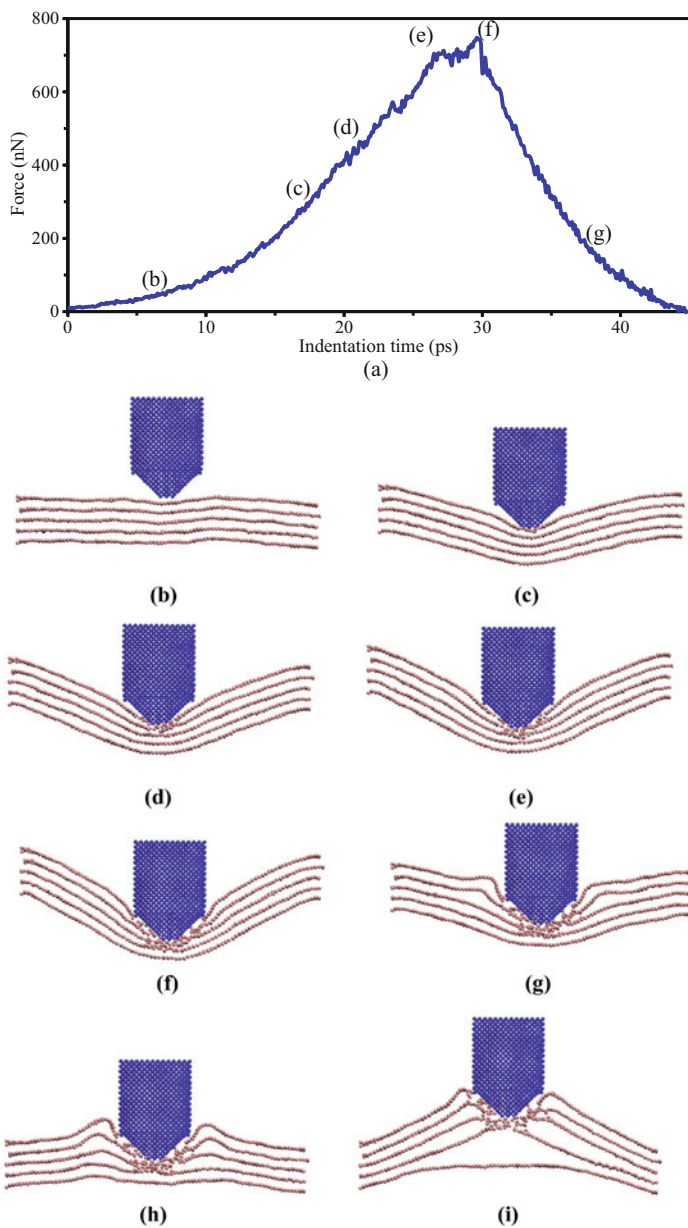 800
(f)
(e)
600
(d)
Force (nN)
400
(c)
200
(g)
(b)
0
0 10 20 30 40
Indentation time (ps)
(a)
(b) (c)
(d) (e)
(f) (g)
(h) (i)